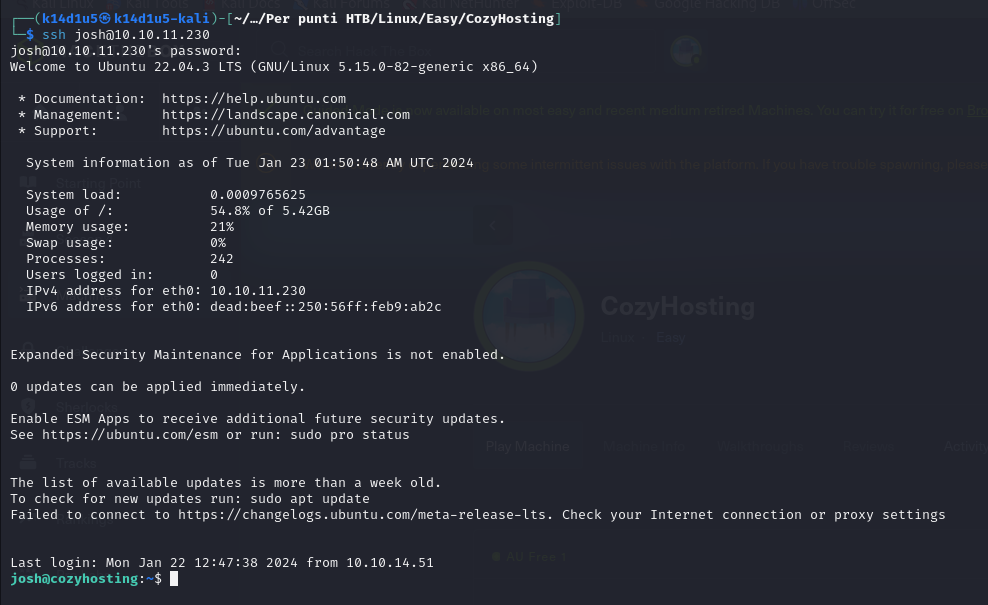 ┌──(k14d1u5㉿k14d1u5-kali)-[~/…/Per punti HTB/Linux/Easy/CozyHosting]
└─$ ssh josh@10.10.11.230
josh@10.10.11.230's password:
Welcome to Ubuntu 22.04.3 LTS (GNU/Linux 5.15.0-82-generic x86_64)
* Documentation: https://help.ubuntu.com
* Management: https://landscape.canonical.com
* Support: https://ubuntu.com/advantage
System information as of Tue Jan 23 01:50:48 AM UTC 2024
System load: 0.0009765625
Usage of /: 54.8% of 5.42GB
Memory usage: 21%
Swap usage: 0%
Processes: 242
Users logged in: 0
IPv4 address for eth0: 10.10.11.230
IPv6 address for eth0: dead:beef::250:56ff:feb9:ab2c
CozyHosting
Linux Easy
Expanded Security Maintenance for Applications is not enabled.
0 updates can be applied immediately.
Enable ESM Apps to receive additional future security updates.
See https://ubuntu.com/esm or run: sudo pro status
Play Machine
The list of available updates is more than a week old.
To check for new updates run: sudo apt update
Failed to connect to https://changelogs.ubuntu.com/meta-release-lts. Check your Internet connection or proxy settings
Last login: Mon Jan 22 12:47:38 2024 from 10.10.14.51
josh@cozyhosting:~$